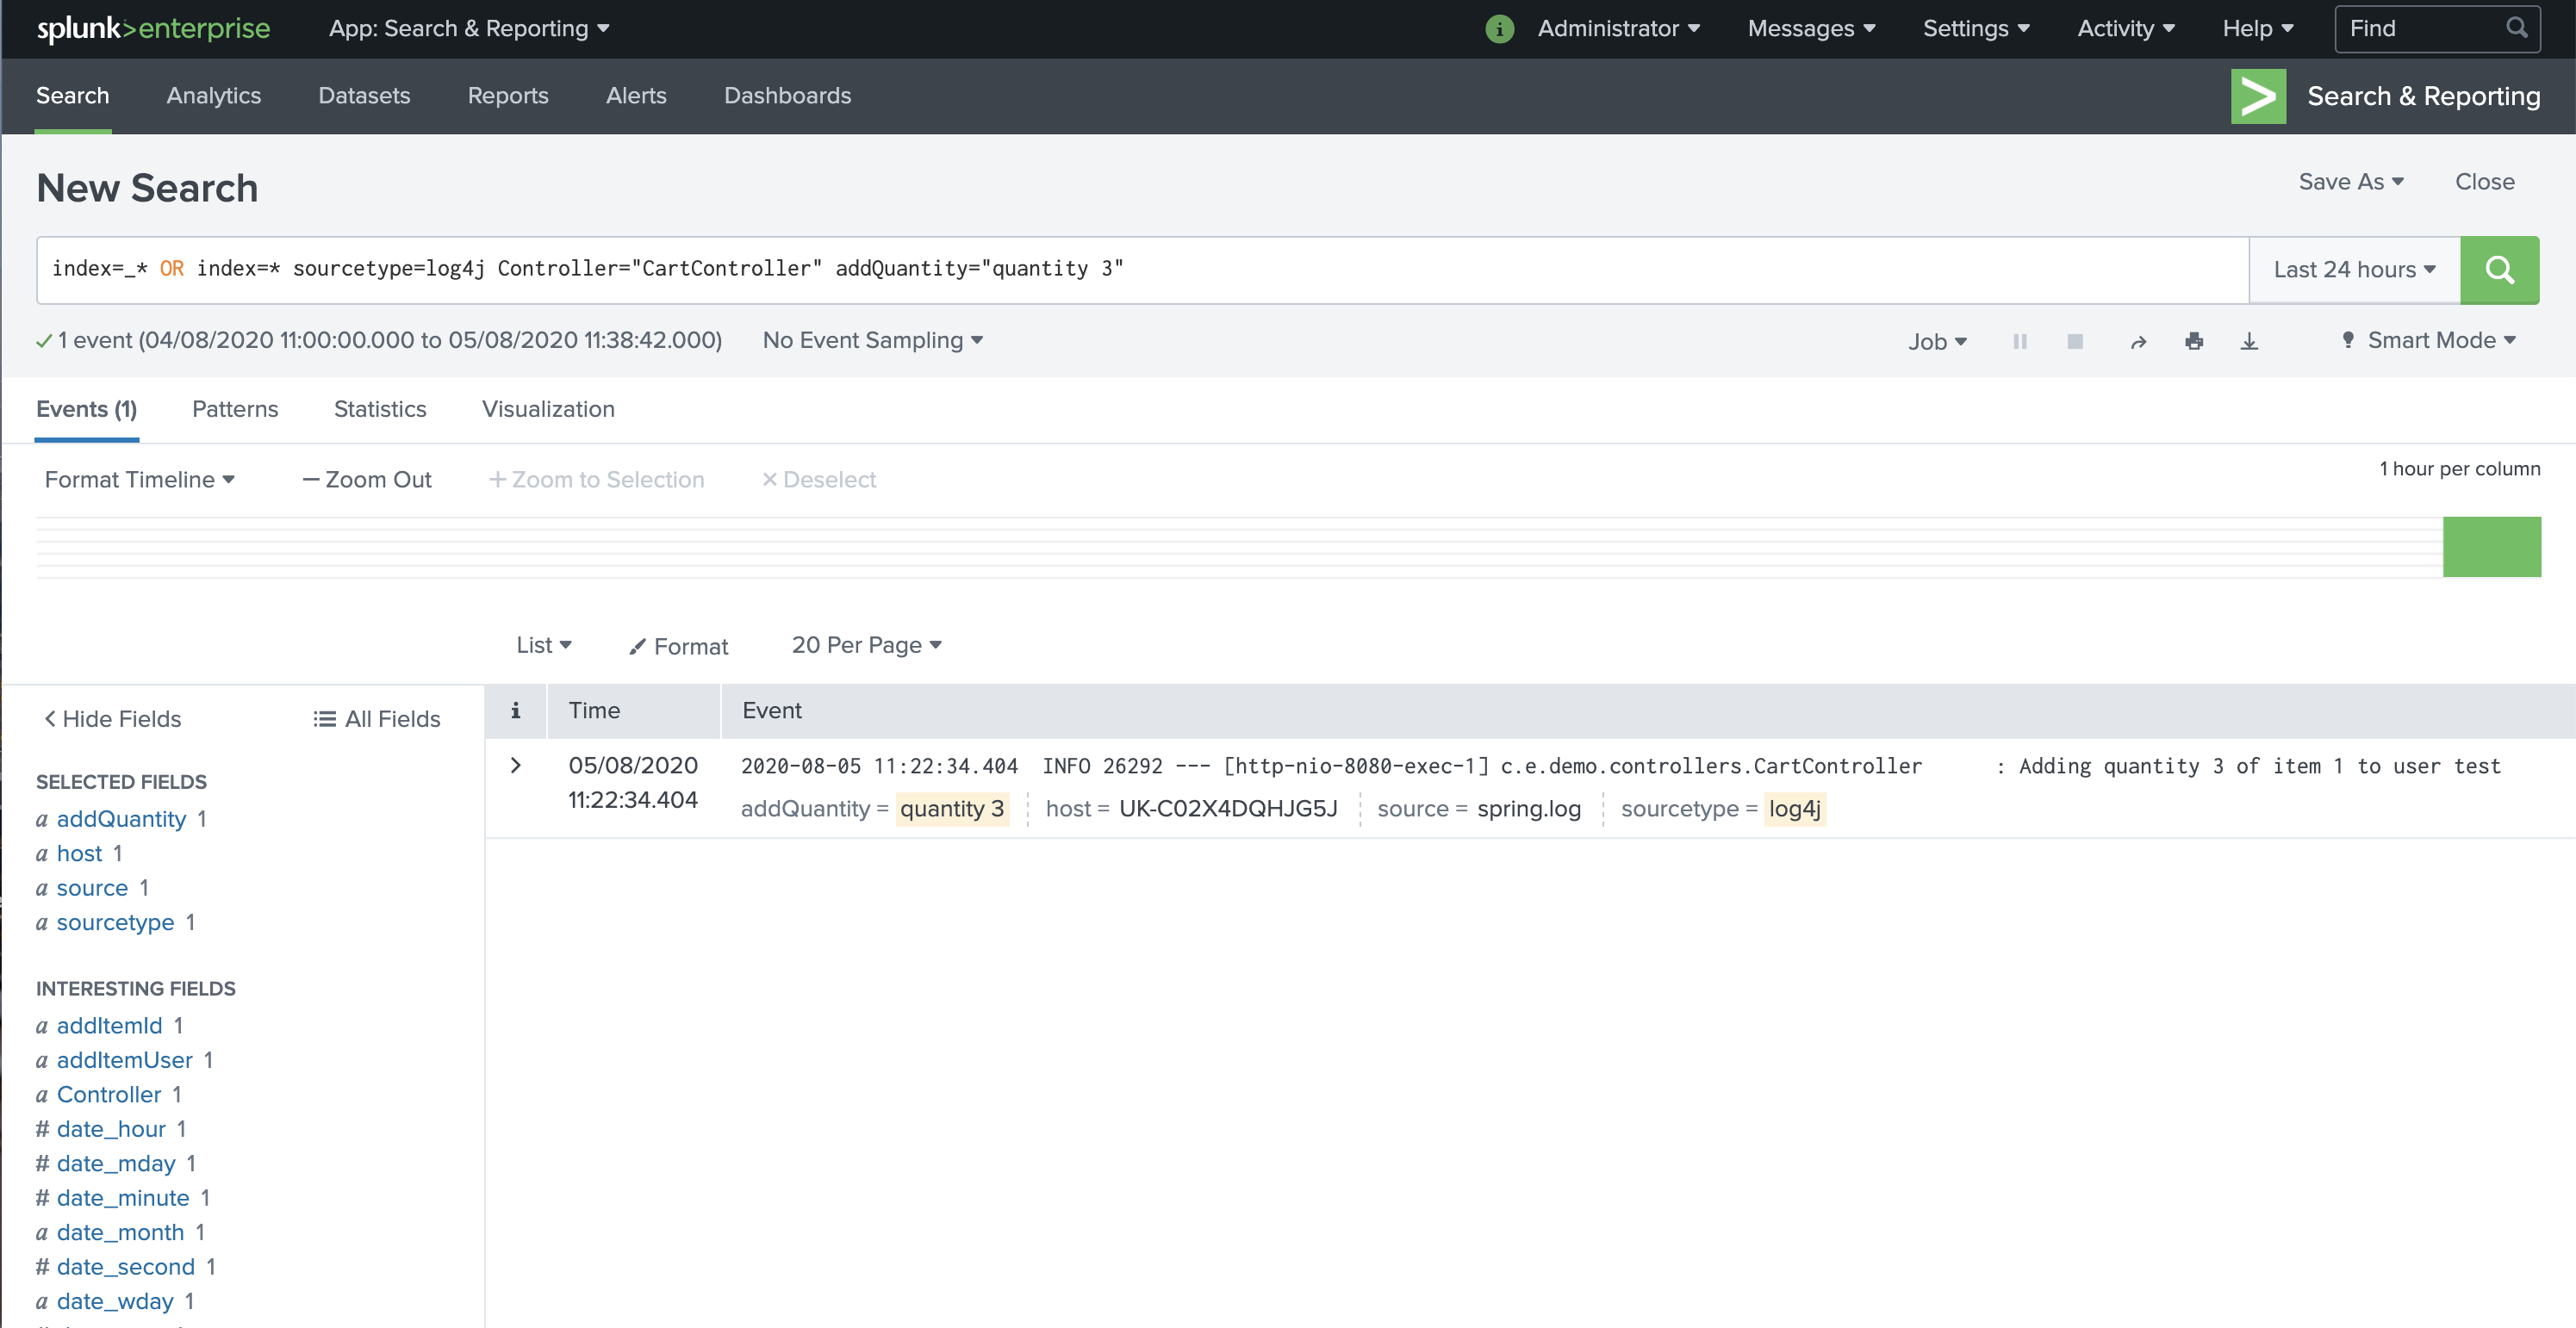 splunk>enterprise App: Search & Reporting i Administrator Messages Settings Activity Help Find
Search Analytics Datasets Reports Alerts Dashboards > Search & Reporting
New Search Save As Close
index=_* OR index=* sourcetype=log4j Controller="CartController" addQuantity="quantity 3" Last 24 hours
1 event (04/08/2020 11:00:00.000 to 05/08/2020 11:38:42.000) No Event Sampling Job Smart Mode
Events (1) Patterns Statistics Visualization
Format Timeline — Zoom Out + Zoom to Selection × Deselect 1 hour per column
List Format 20 Per Page
< Hide Fields All Fields i Time Event
SELECTED FIELDS
a addQuantity 1
a host 1
a source 1
a sourcetype 1
INTERESTING FIELDS
a addItemId 1
a addItemUser 1
a Controller 1
# date_hour 1
# date_mday 1
# date_minute 1
a date_month 1
# date_second 1
a date_wday 1
> 05/08/2020 2020-08-05 11:22:34.404 INFO 26292 --- [http-nio-8080-exec-1] c.e.demo.controllers.CartController : Adding quantity 3 of item 1 to user test
11:22:34.404 addQuantity = quantity 3 host = UK-C02X4DQHJG5J source = spring.log sourcetype = log4j